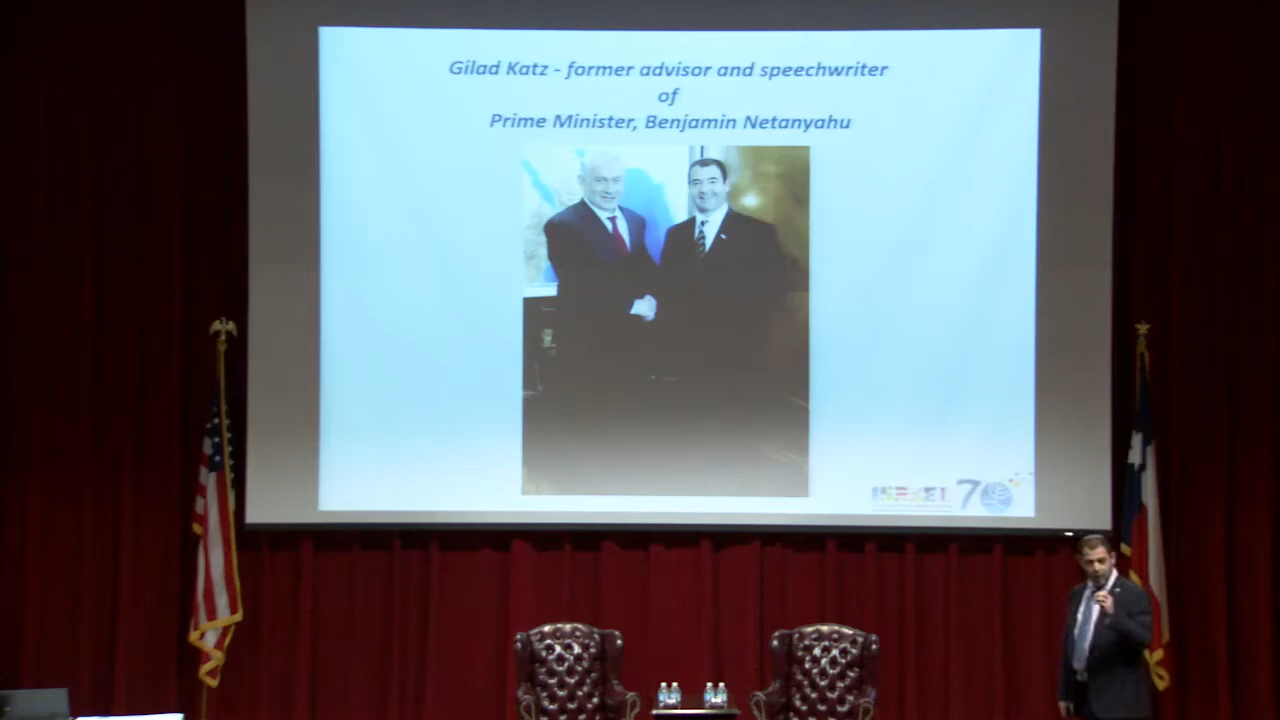 Gilad Katz - former advisor and speechwriter
of
Prime Minister, Benjamin Netanyahu
ISRAEL 70